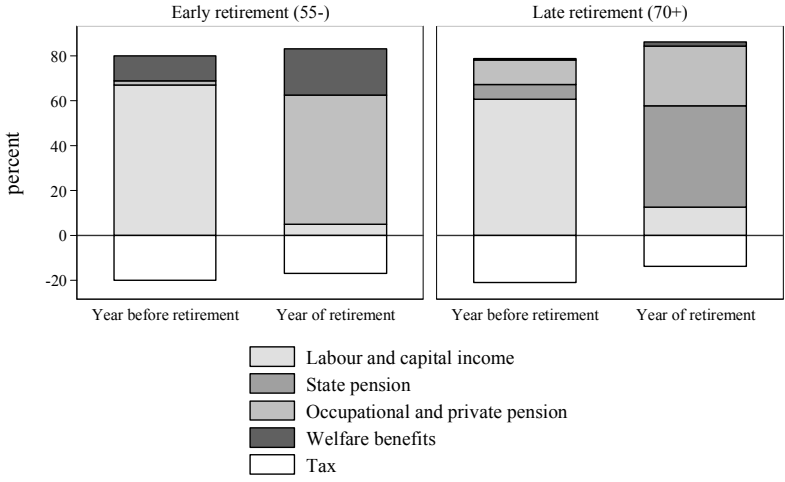 Early retirement (55-)
Late retirement (70+)
percent
80
60
40
20
0
-20
Year before retirement
Year of retirement
Year before retirement
Year of retirement
Labour and capital income
State pension
Occupational and private pension
Welfare benefits
Tax